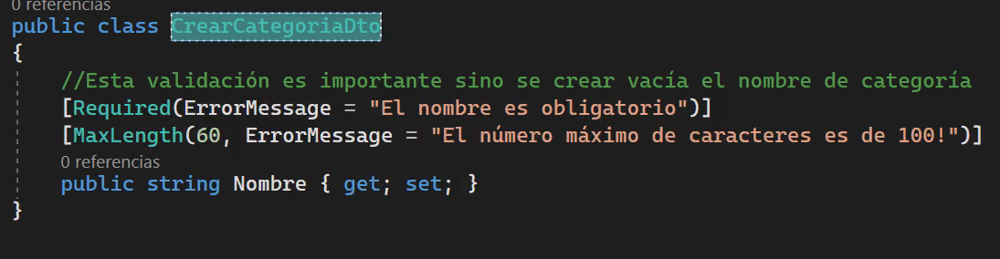 0 referencias
public class CrearCategoriaDto
{
//Esta validación es importante sino se crear vacía el nombre de categoría
[Required(ErrorMessage = "El nombre es obligatorio")]
[MaxLength(60, ErrorMessage = "El número máximo de caracteres es de 100!")]
0 referencias
public string Nombre { get; set; }
}